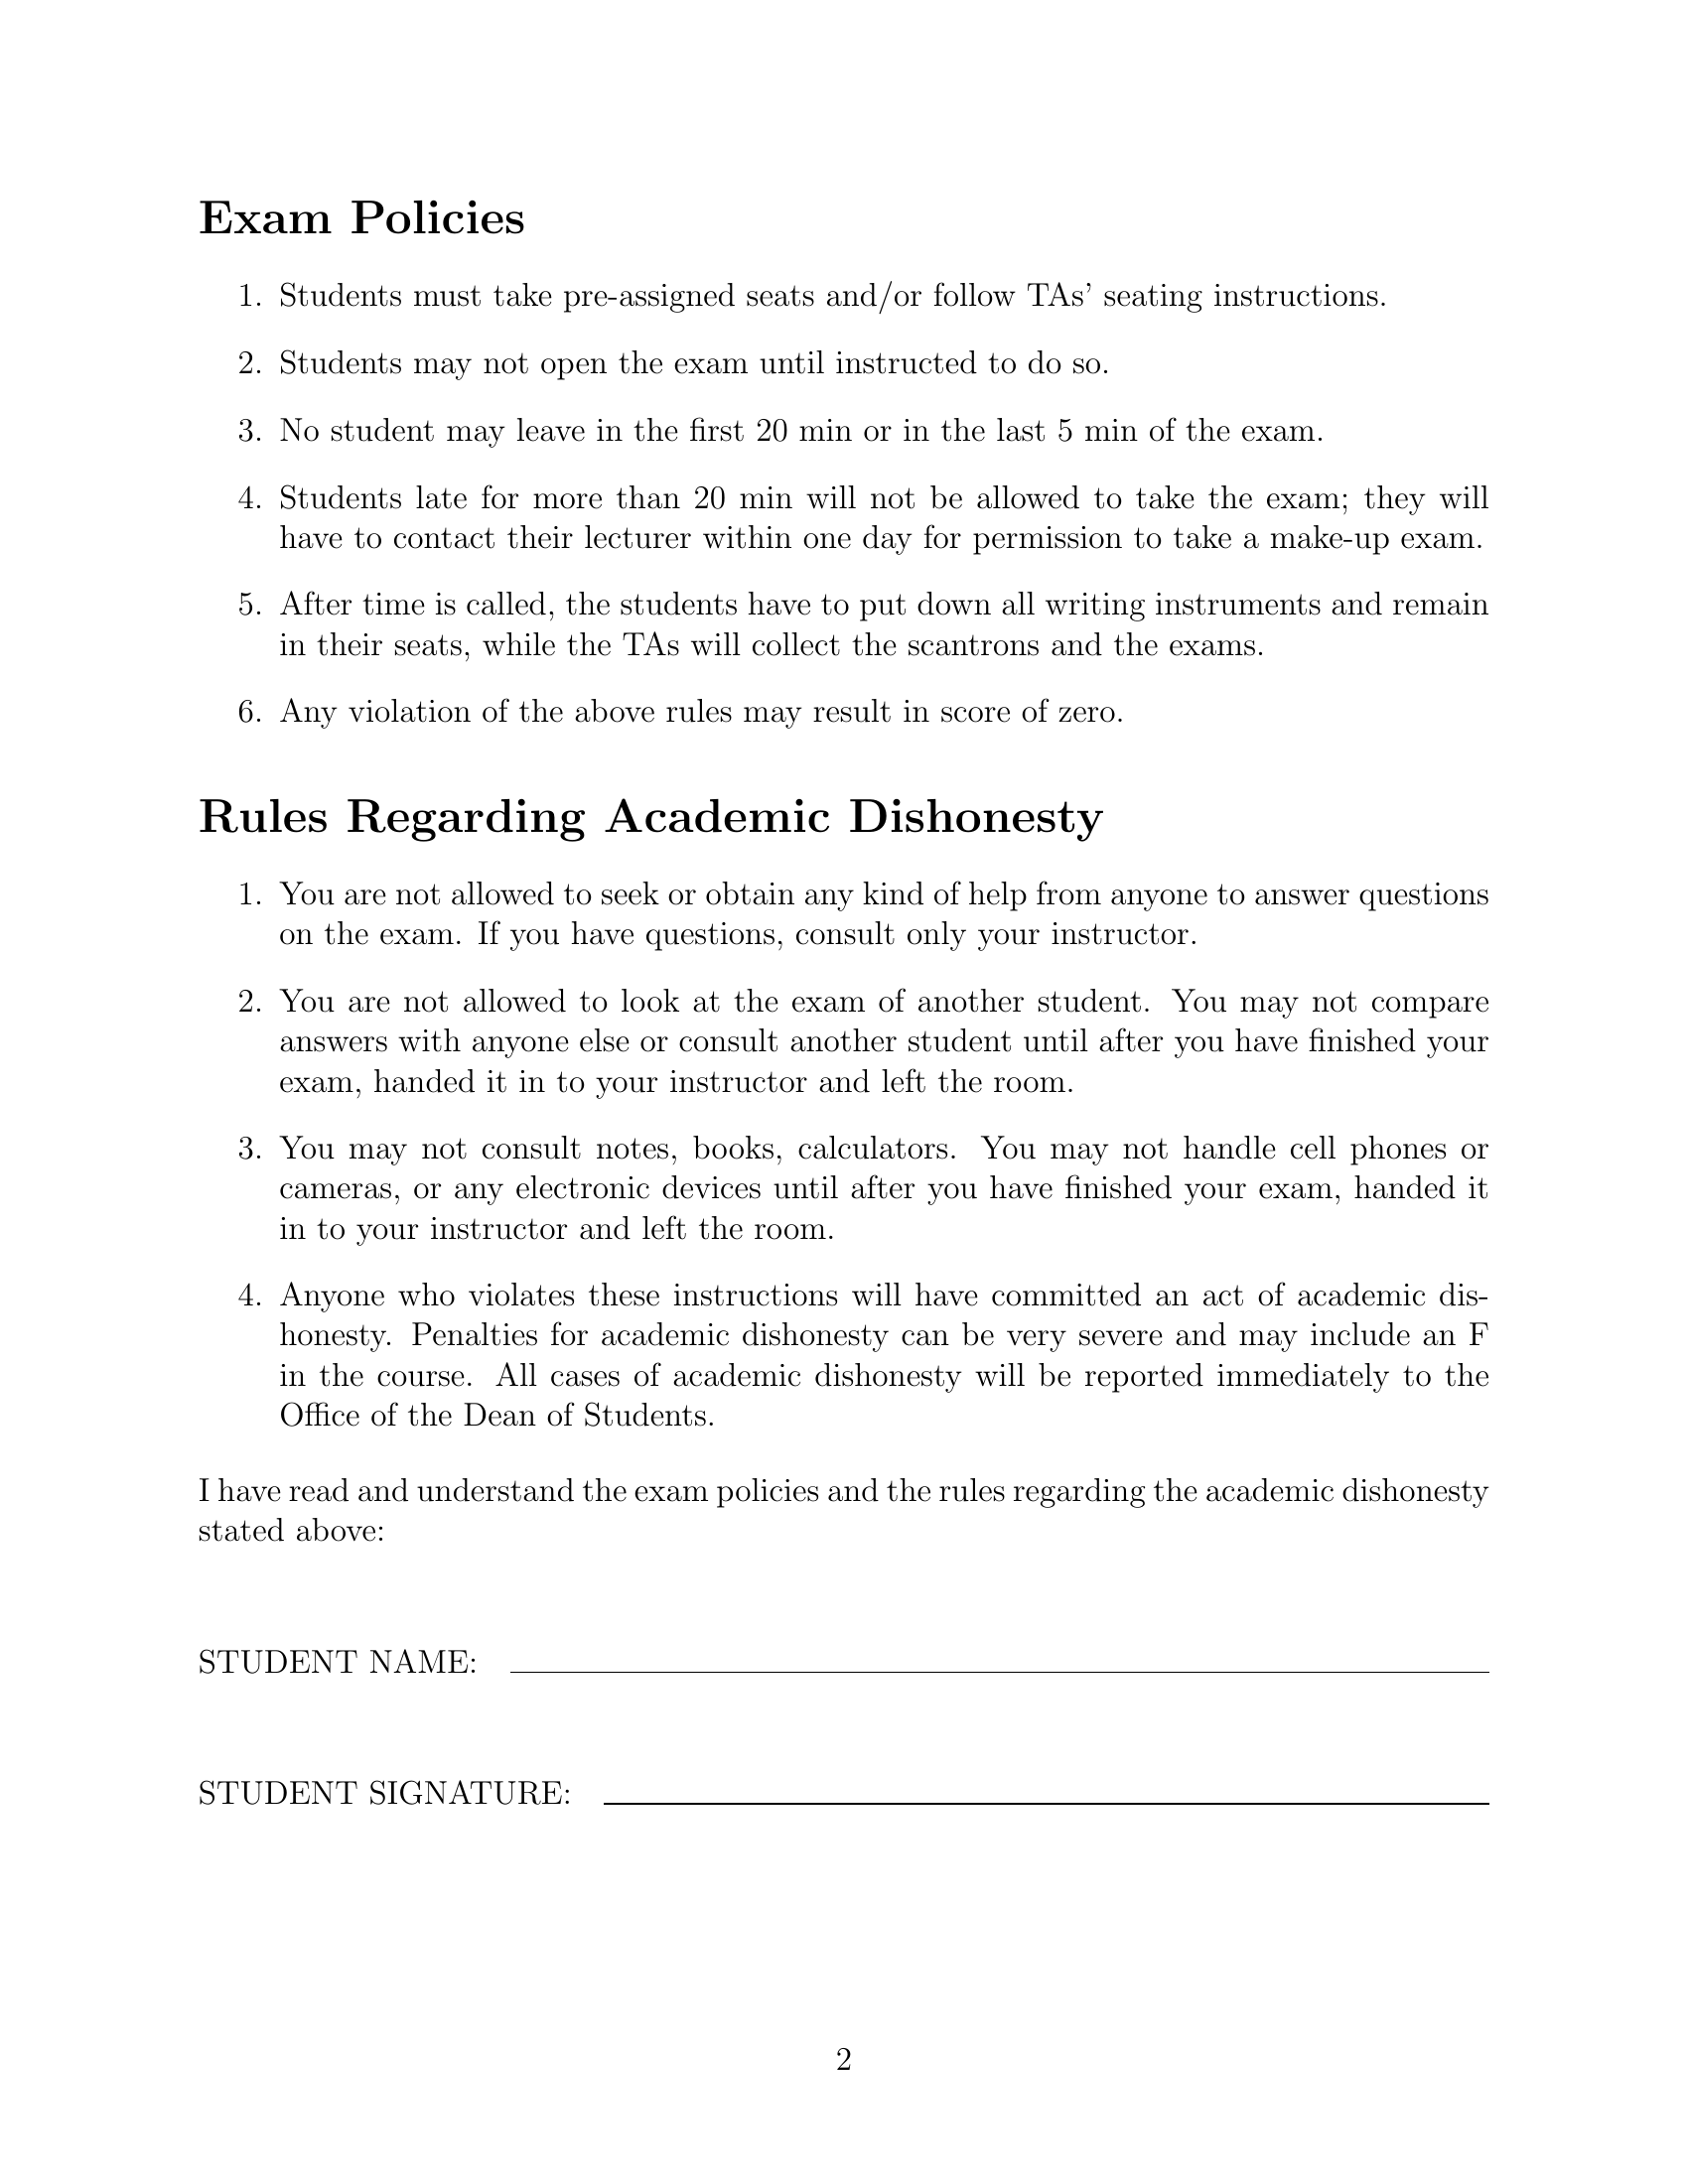 Exam Policies
1. Students must take pre-assigned seats and/or follow TAs' seating instructions.
2. Students may not open the exam until instructed to do so.
3. No student may leave in the first 20 min or in the last 5 min of the exam.
4. Students late for more than 20 min will not be allowed to take the exam; they will
have to contact their lecturer within one day for permission to take a make-up exam.
5. After time is called, the students have to put down all writing instruments and remain
in their seats, while the TAs will collect the scantrons and the exams.
6. Any violation of the above rules may result in score of zero.
Rules Regarding Academic Dishonesty
1. You are not allowed to seek or obtain any kind of help from anyone to answer questions
on the exam. If you have questions, consult only your instructor.
2. You are not allowed to look at the exam of another student. You may not compare
answers with anyone else or consult another student until after you have finished your
exam, handed it in to your instructor and left the room.
3. You may not consult notes, books, calculators. You may not handle cell phones or
cameras, or any electronic devices until after you have finished your exam, handed it
in to your instructor and left the room.
4. Anyone who violates these instructions will have committed an act of academic dis-
honesty. Penalties for academic dishonesty can be very severe and may include an F
in the course. All cases of academic dishonesty will be reported immediately to the
Office of the Dean of Students.
I have read and understand the exam policies and the rules regarding the academic dishonesty
stated above:
STUDENT NAME:
STUDENT SIGNATURE:
2